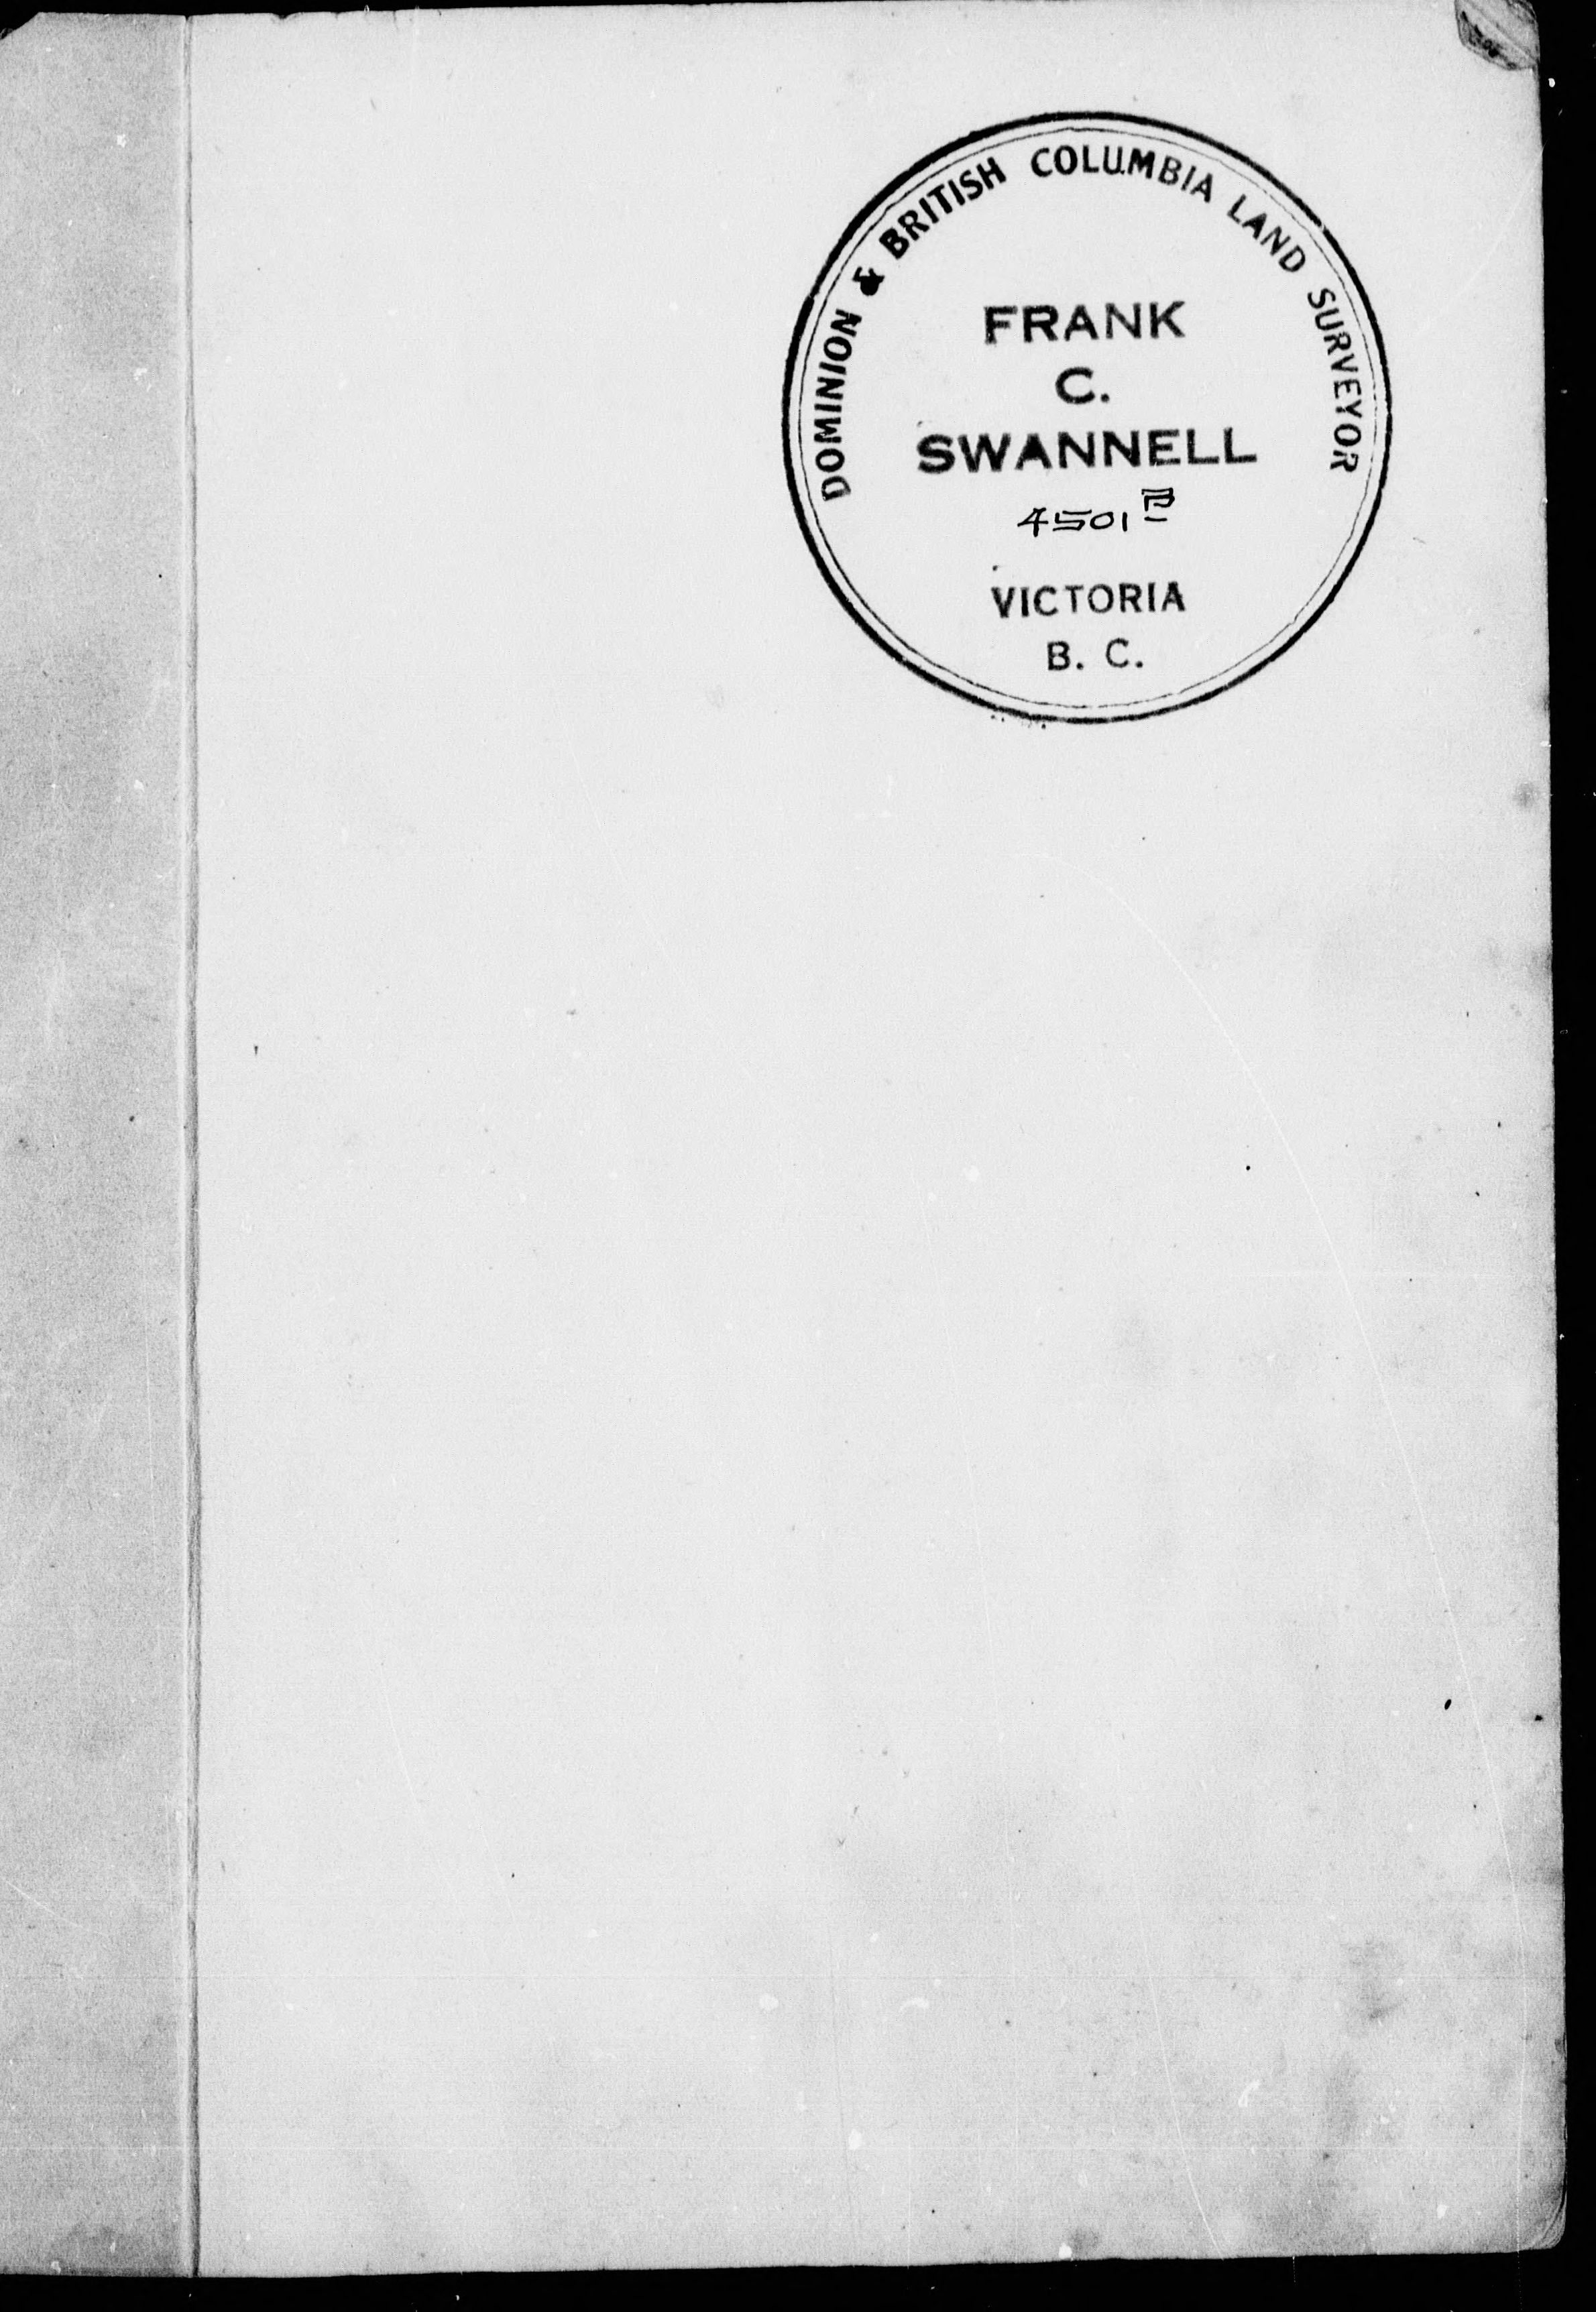 DOMINION & BRITISH COLUMBIA LAND SURVEYOR
FRANK
C.
SWANNELL
4501 B
VICTORIA
B. C.